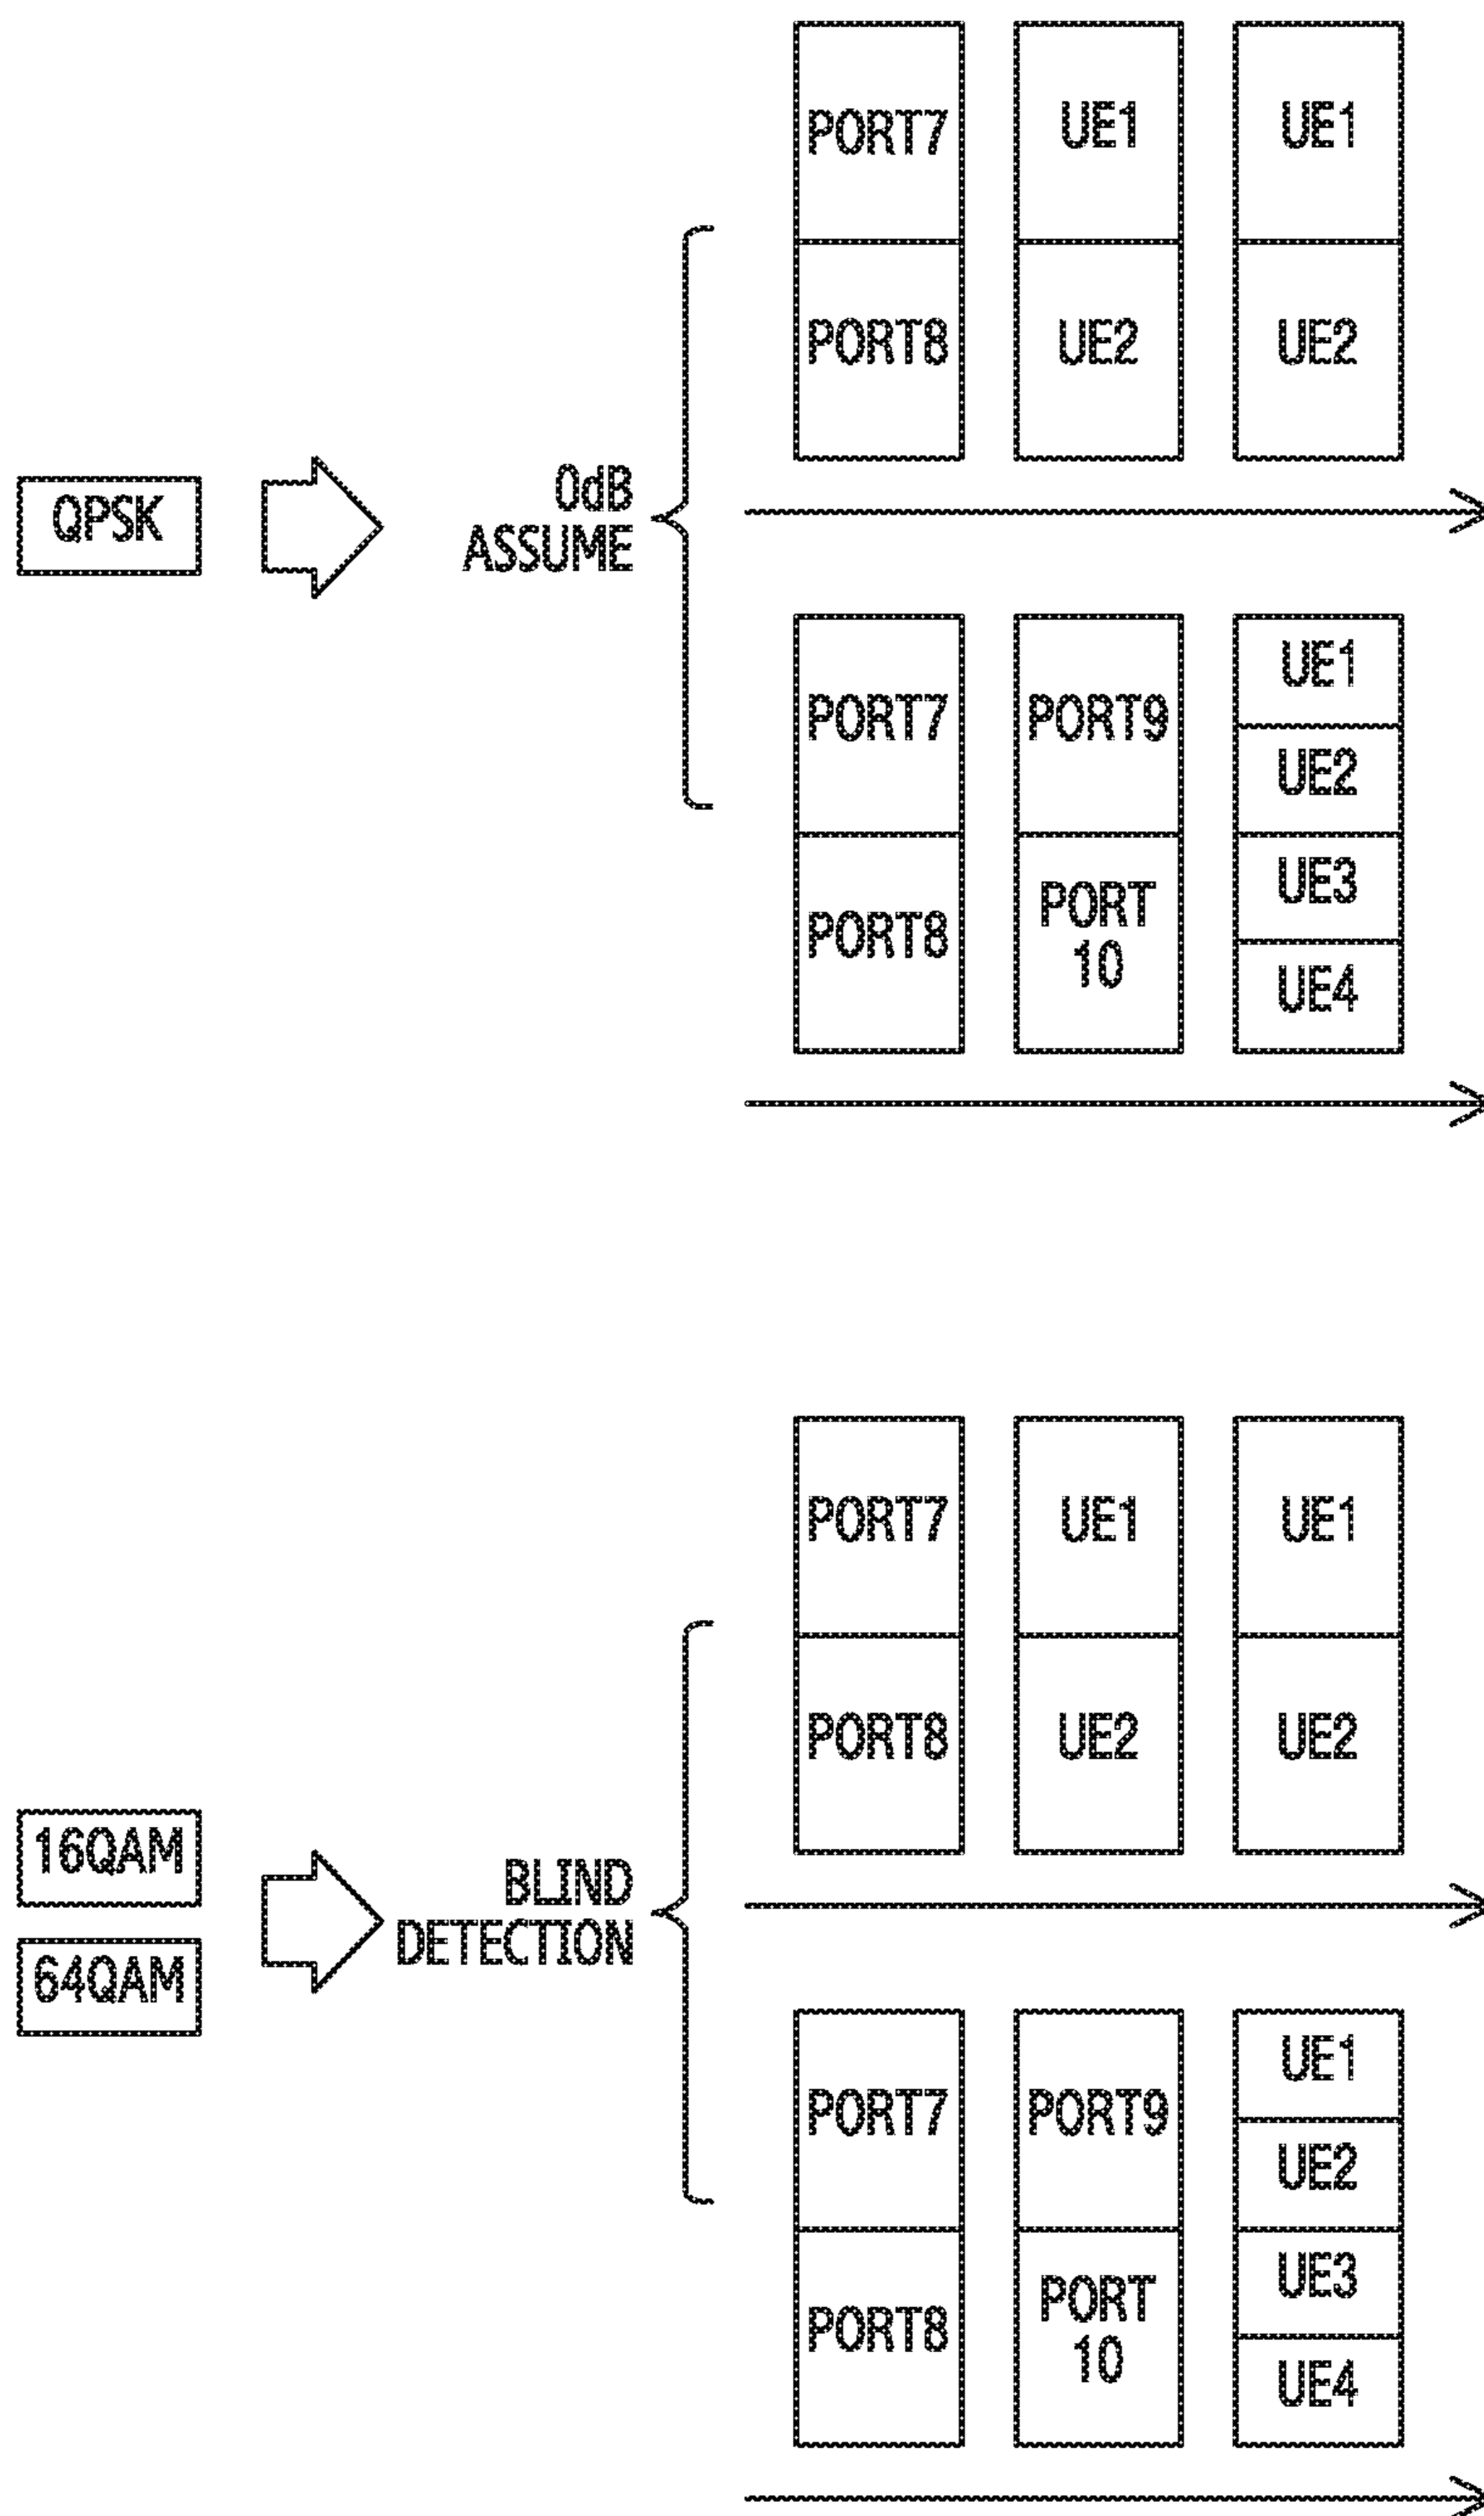 PORT7
UE1
UE1
PORT8
UE2
UE2
QPSK
0dB
ASSUME
PORT7
PORT9
UE1
UE2
PORT8
PORT
10
UE3
UE4
PORT7
UE1
UE1
PORT8
UE2
UE2
16QAM
64QAM
BLIND
DETECTION
PORT7
PORT9
UE1
UE2
PORT8
PORT
10
UE3
UE4